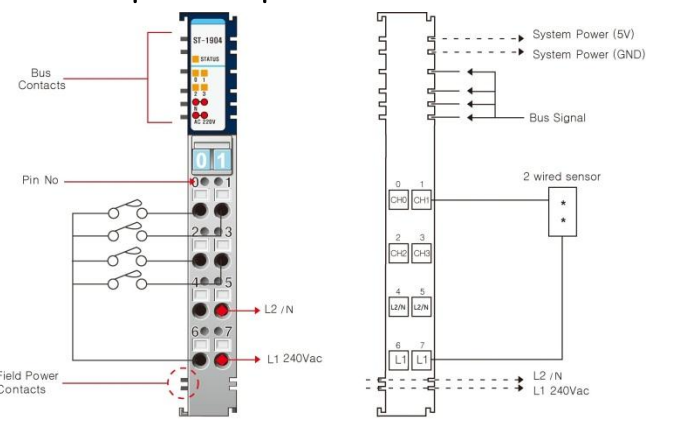 ST-1904
STATUS
0 1
2 3
AC 220V
Bus
Contacts
01
Pin No
0 1
2 3
4 5
6 7
L2 /N
L1 240Vac
Field Power
Contacts
System Power (5V)
System Power (GND)
Bus Signal
2 wired sensor
*
*
0 1
CH0 CH1
2 3
CH2 CH3
4 5
L2/N L2/N
6 7
L1 L1
L2 /N
L1 240Vac